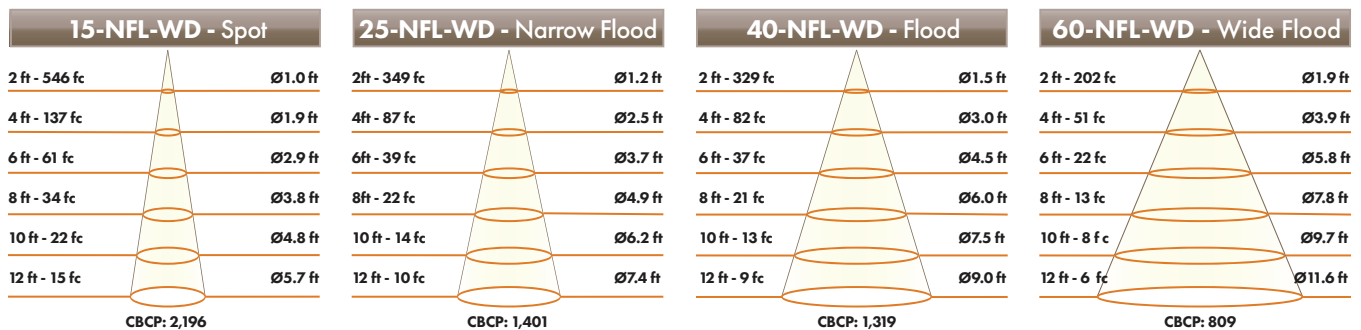 15-NFL-WD - Spot
2 ft - 546 fc Ø1.0 ft
4 ft - 137 fc Ø1.9 ft
6 ft - 61 fc Ø2.9 ft
8 ft - 34 fc Ø3.8 ft
10 ft - 22 fc Ø4.8 ft
12 ft - 15 fc Ø5.7 ft
CBCP: 2,196
25-NFL-WD - Narrow Flood
2ft - 349 fc Ø1.2 ft
4ft - 87 fc Ø2.5 ft
6ft - 39 fc Ø3.7 ft
8ft - 22 fc Ø4.9 ft
10 ft - 14 fc Ø6.2 ft
12 ft - 10 fc Ø7.4 ft
CBCP: 1,401
40-NFL-WD - Flood
2 ft - 329 fc Ø1.5 ft
4 ft - 82 fc Ø3.0 ft
6 ft - 37 fc Ø4.5 ft
8 ft - 21 fc Ø6.0 ft
10 ft - 13 fc Ø7.5 ft
12 ft - 9 fc Ø9.0 ft
CBCP: 1,319
60-NFL-WD - Wide Flood
2 ft - 202 fc Ø1.9 ft
4 ft - 51 fc Ø3.9 ft
6 ft - 22 fc Ø5.8 ft
8 ft - 13 fc Ø7.8 ft
10 ft - 8 f c Ø9.7 ft
12 ft - 6 fc Ø11.6 ft
CBCP: 809